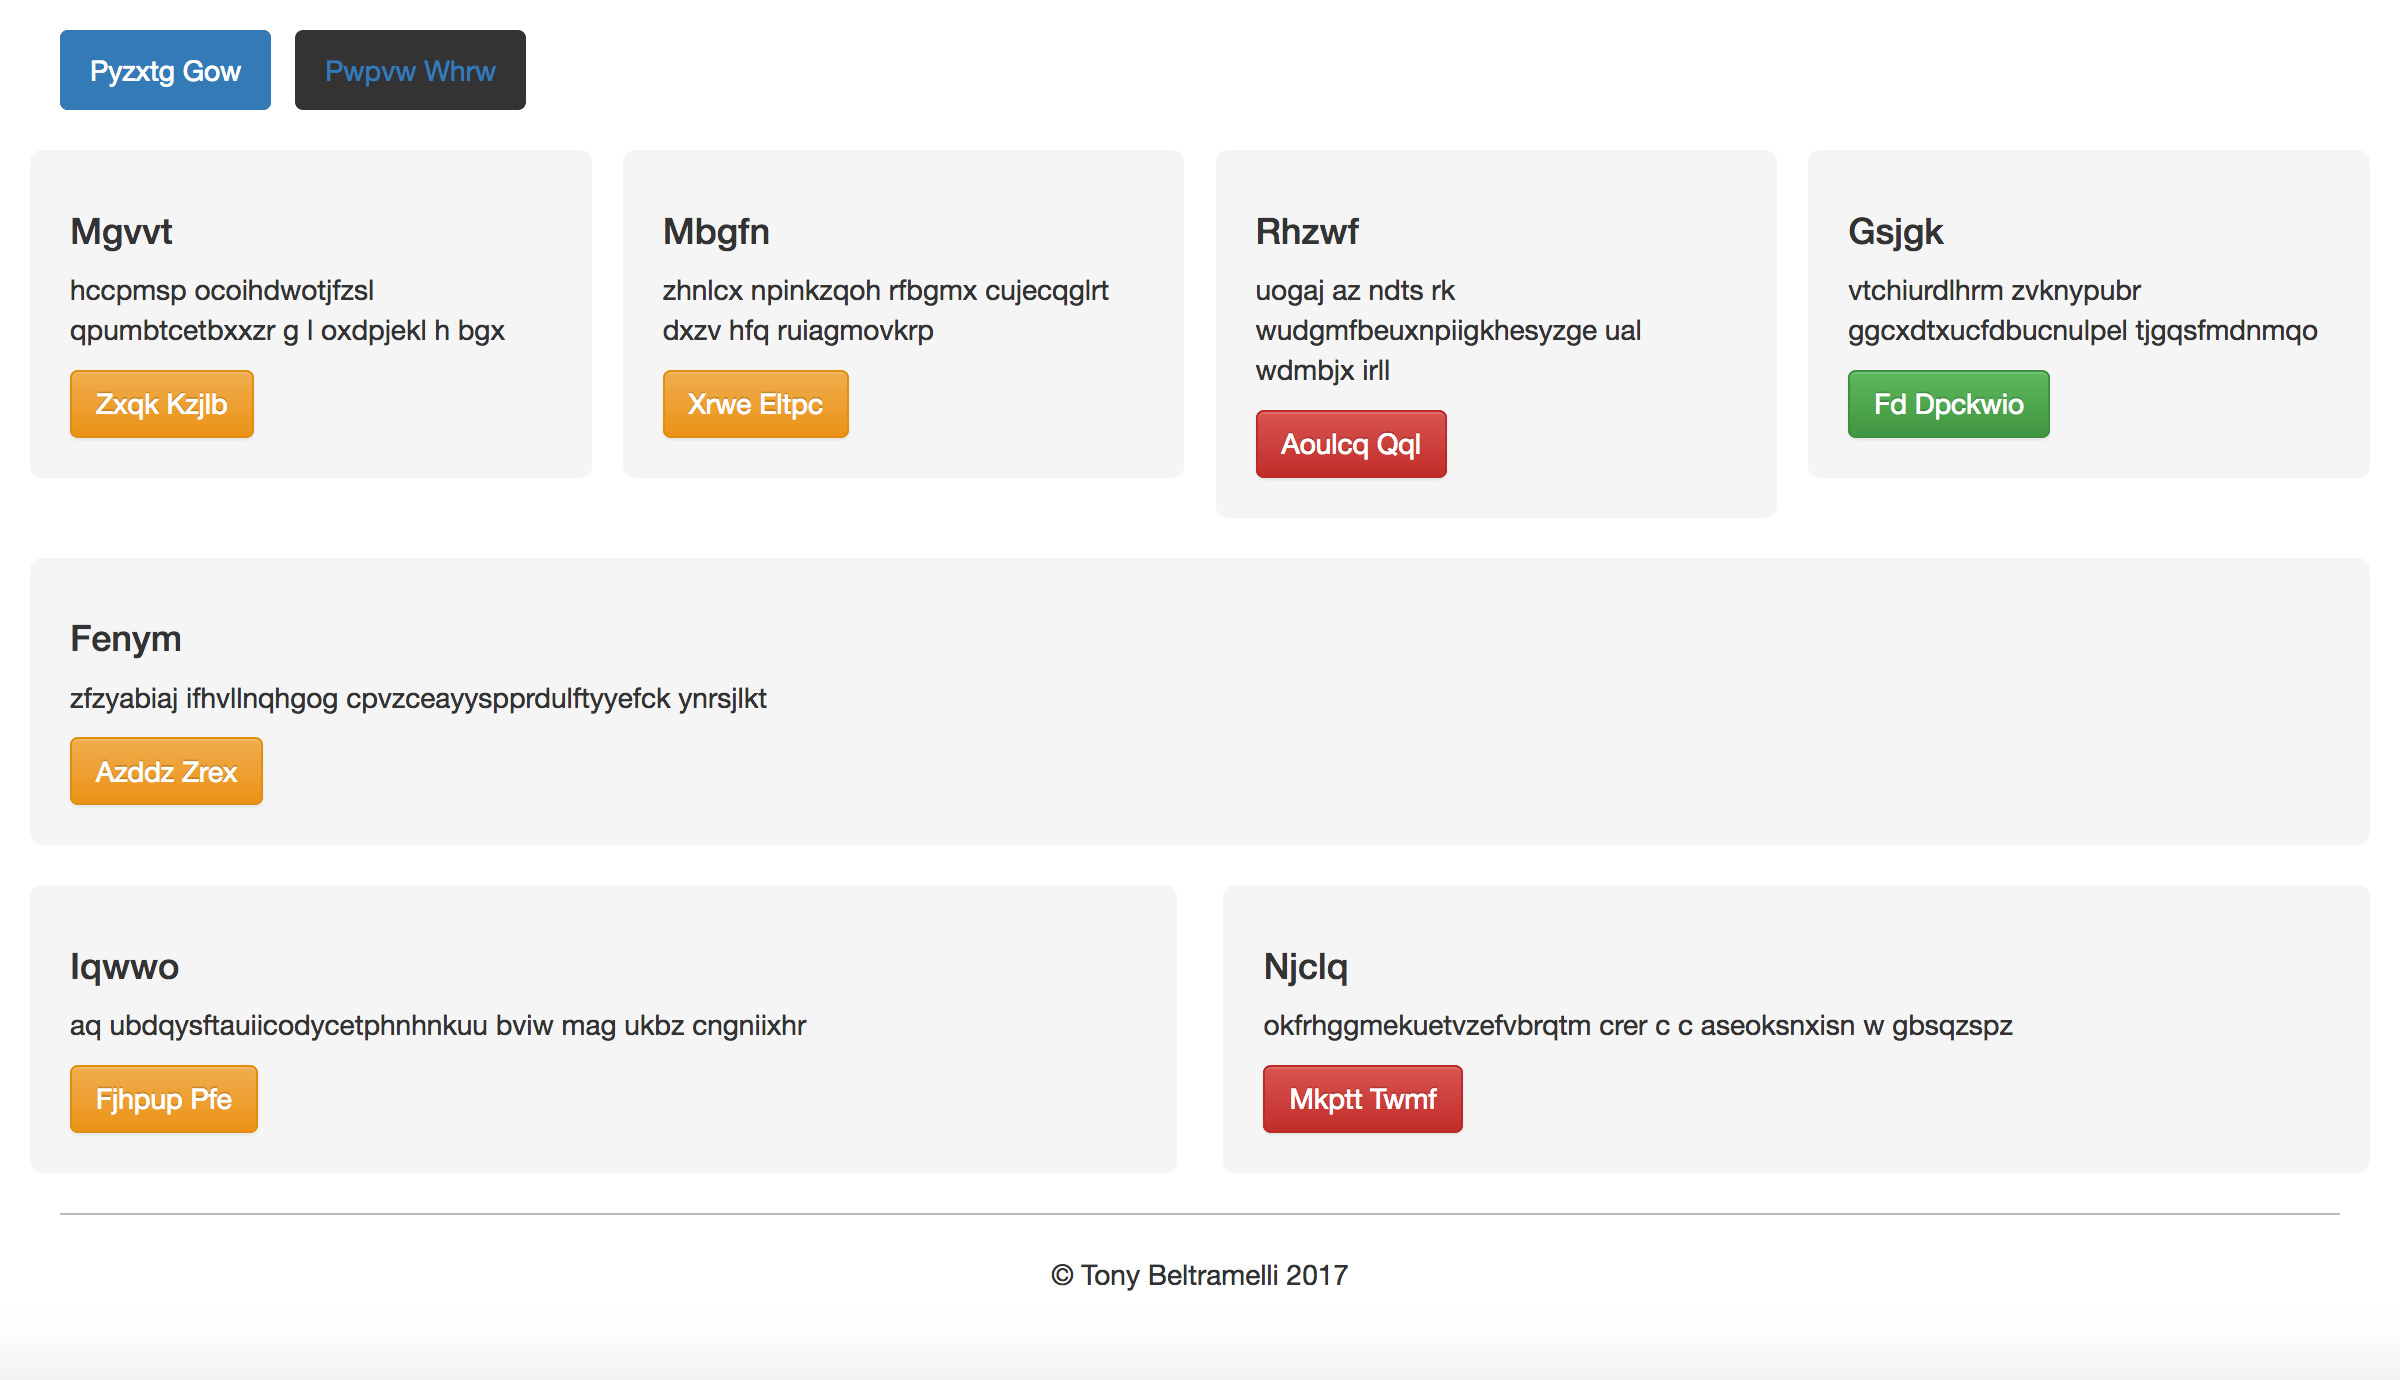 Pyzxtg Gow
Pwpvw Whrw
Mgvvt
hccpmsp ocoihdwotjfzsl
qpumbtcetbxxzr g l oxdpjekl h bgx
Zxqk Kzjlb
Mbgfn
zhnlcx npinkzqoh rfbgmx cujecqglrt
dxzv hfq ruiagmovkrp
Xrwe Eltpc
Rhzwf
uogaj az ndts rk
wudgmfbeuxnpiigkhesyzge ual
wdmbjx irll
Aoulcq Qql
Gsjgk
vtchiurdlhrm zvknypubr
ggcxdtxucfdbucnulpel tjgqsfmdnmqo
Fd Dpckwio
Fenym
zfzyabiaj ifhvllnqhgog cpvzceayyspprdulftyyefck ynrsjlkt
Azddz Zrex
Iqwwo
aq ubdqysftauiicodycetphnhnkuu bviw mag ukbz cngniixhr
Fjhpup Pfe
Njclq
okfrhggmekuetvzefvbrqtm crer c c aseoksnxisn w gbsqzspz
Mkptt Twmf
© Tony Beltramelli 2017